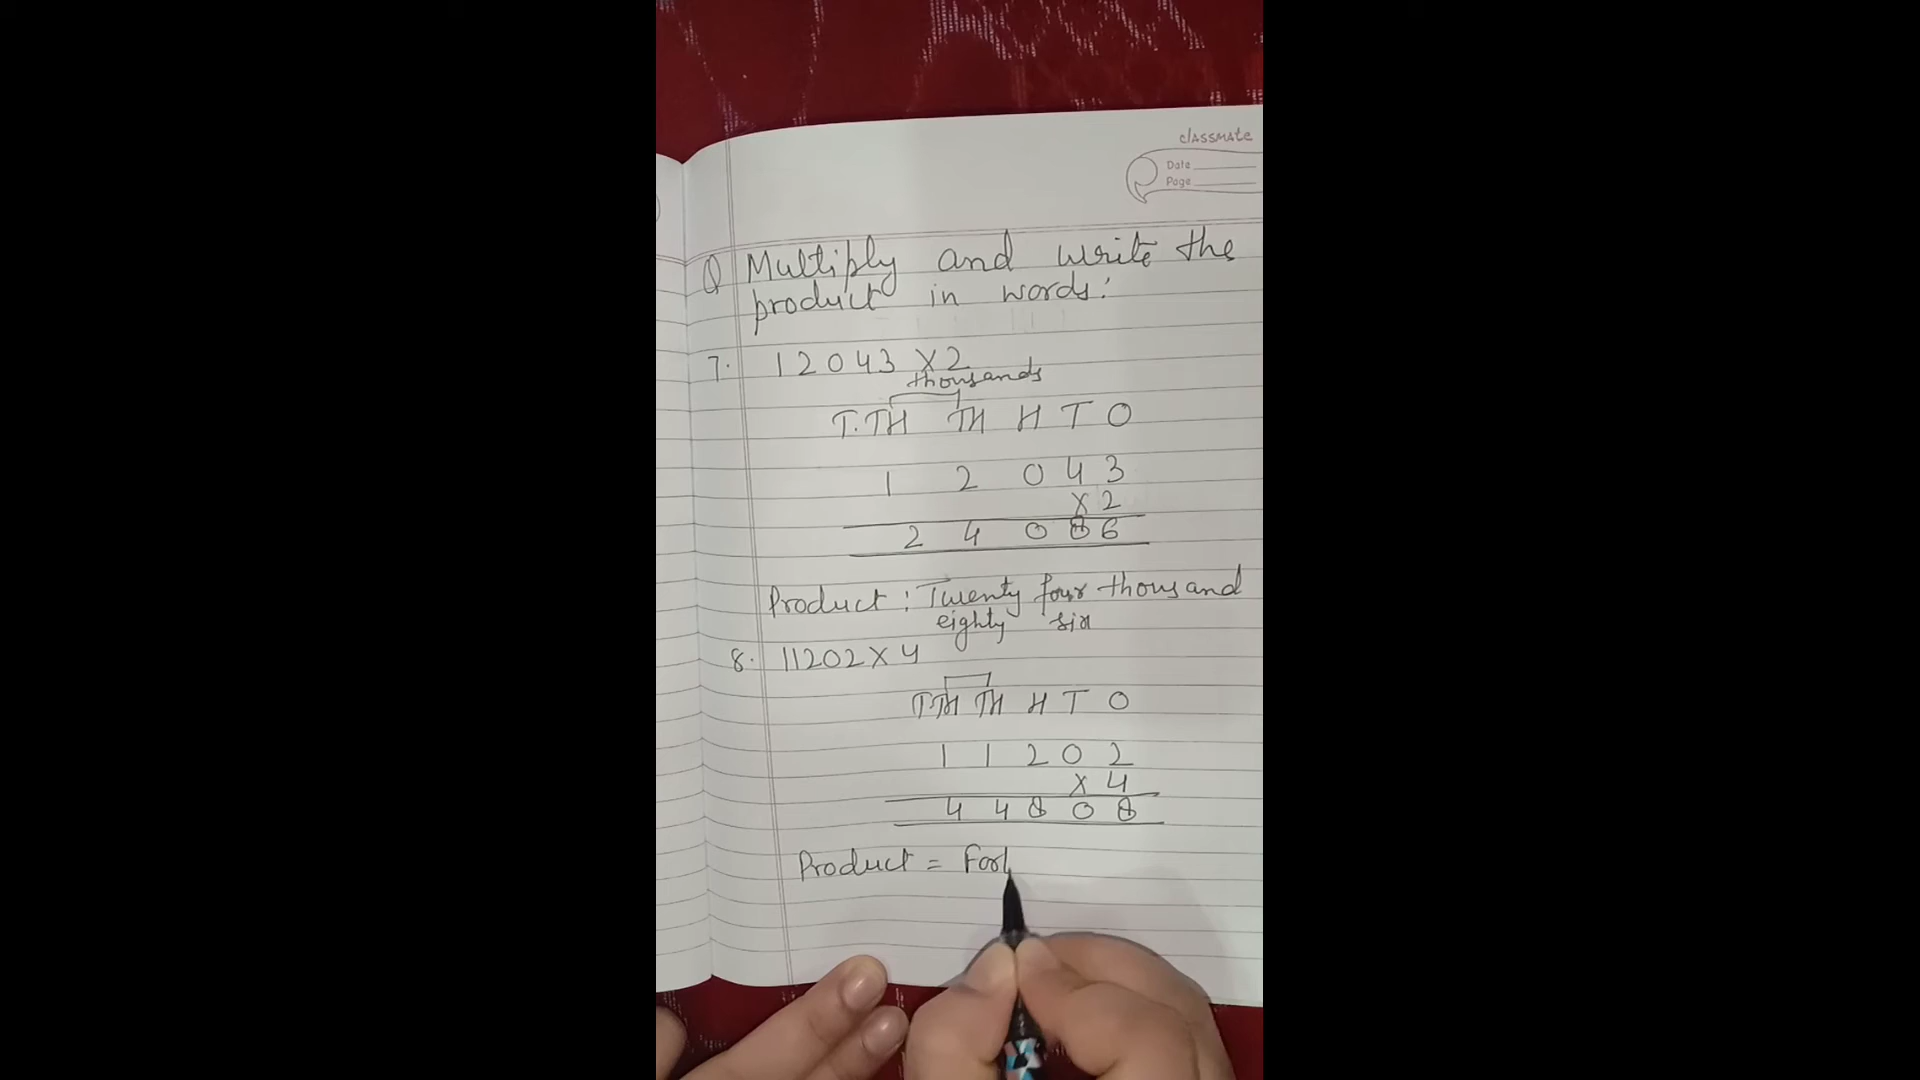 classmate
Date
Page
Q Multiply and write the
product in words:
7. 12043 X 2
thousands
T.TH TH H T O
1 2 0 4 3
X 2
2 4 0 8 6
Product : Twenty four thousand
eighty six
8. 11202 X 4
T.TH TH H T O
1 1 2 0 2
X 4
4 4 8 0 8
Product = Fort